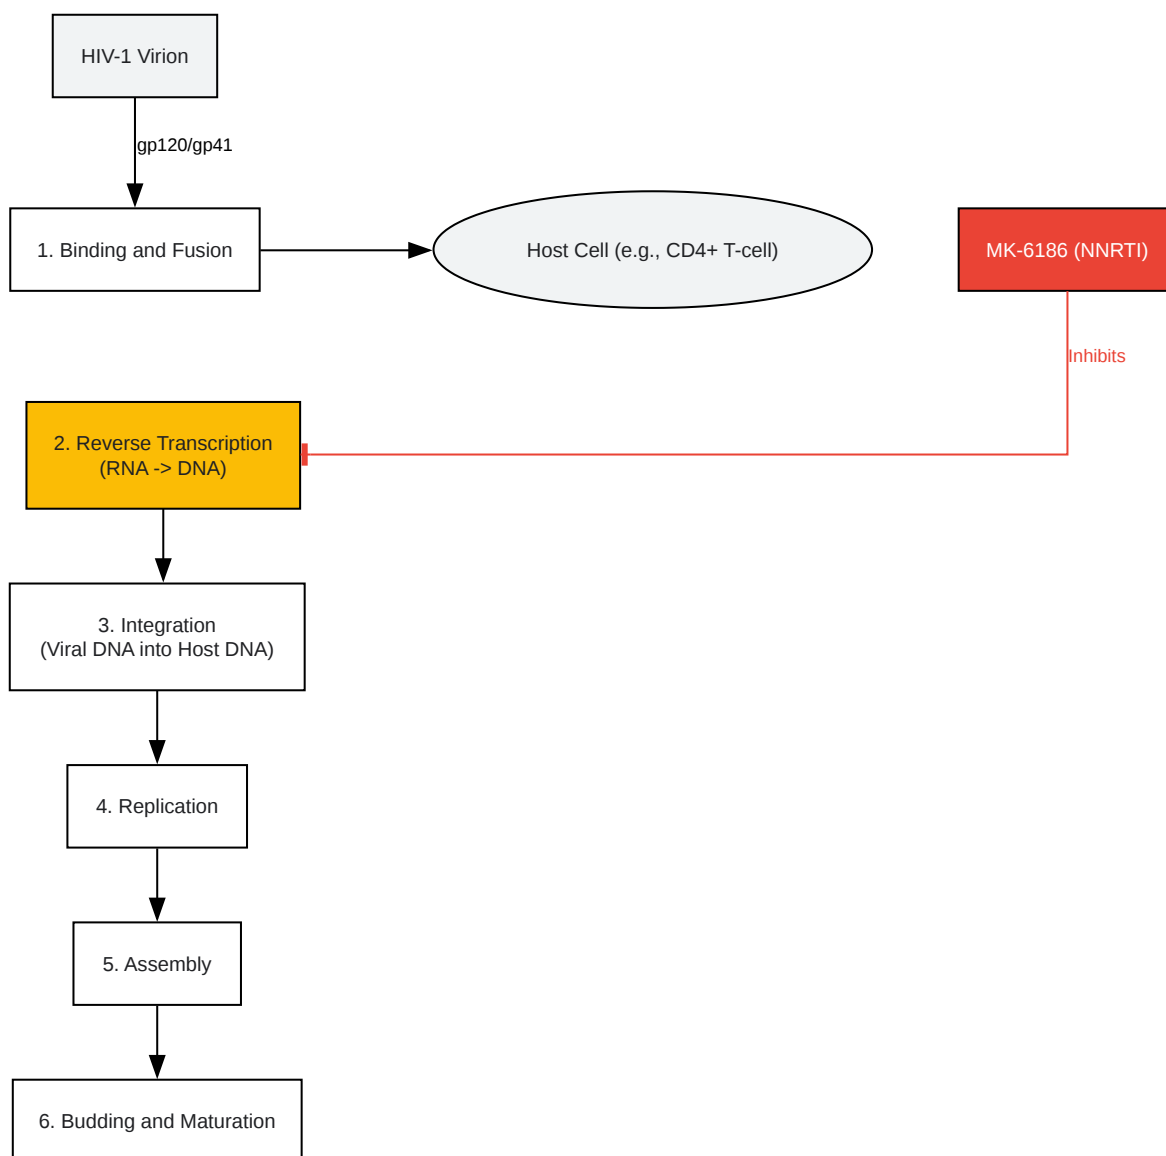 HIV-1 Virion
gp120/gp41
1. Binding and Fusion
Host Cell (e.g., CD4+ T-cell)
MK-6186 (NNRTI)
Inhibits
2. Reverse Transcription
(RNA -> DNA)
3. Integration
(Viral DNA into Host DNA)
4. Replication
5. Assembly
6. Budding and Maturation